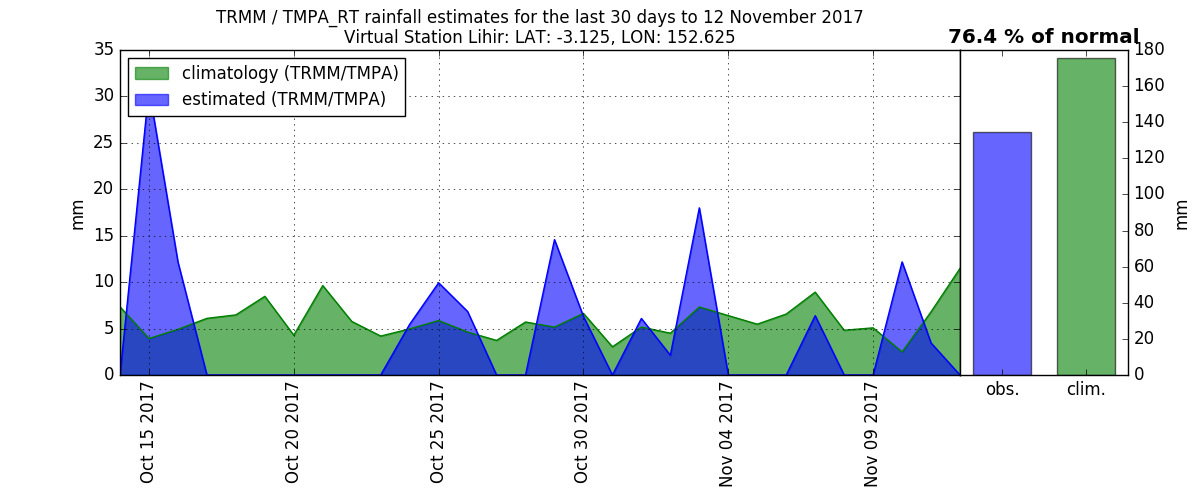 TRMM / TMPA_RT rainfall estimates for the last 30 days to 12 November 2017
Virtual Station Lihir: LAT: -3.125, LON: 152.625
76.4 % of normal
climatology (TRMM/TMPA)
estimated (TRMM/TMPA)
35
30
25
20
15
10
5
0
mm
Oct 15 2017
Oct 20 2017
Oct 25 2017
Oct 30 2017
Nov 04 2017
Nov 09 2017
180
160
140
120
100
80
60
40
20
0
mm
obs.
clim.